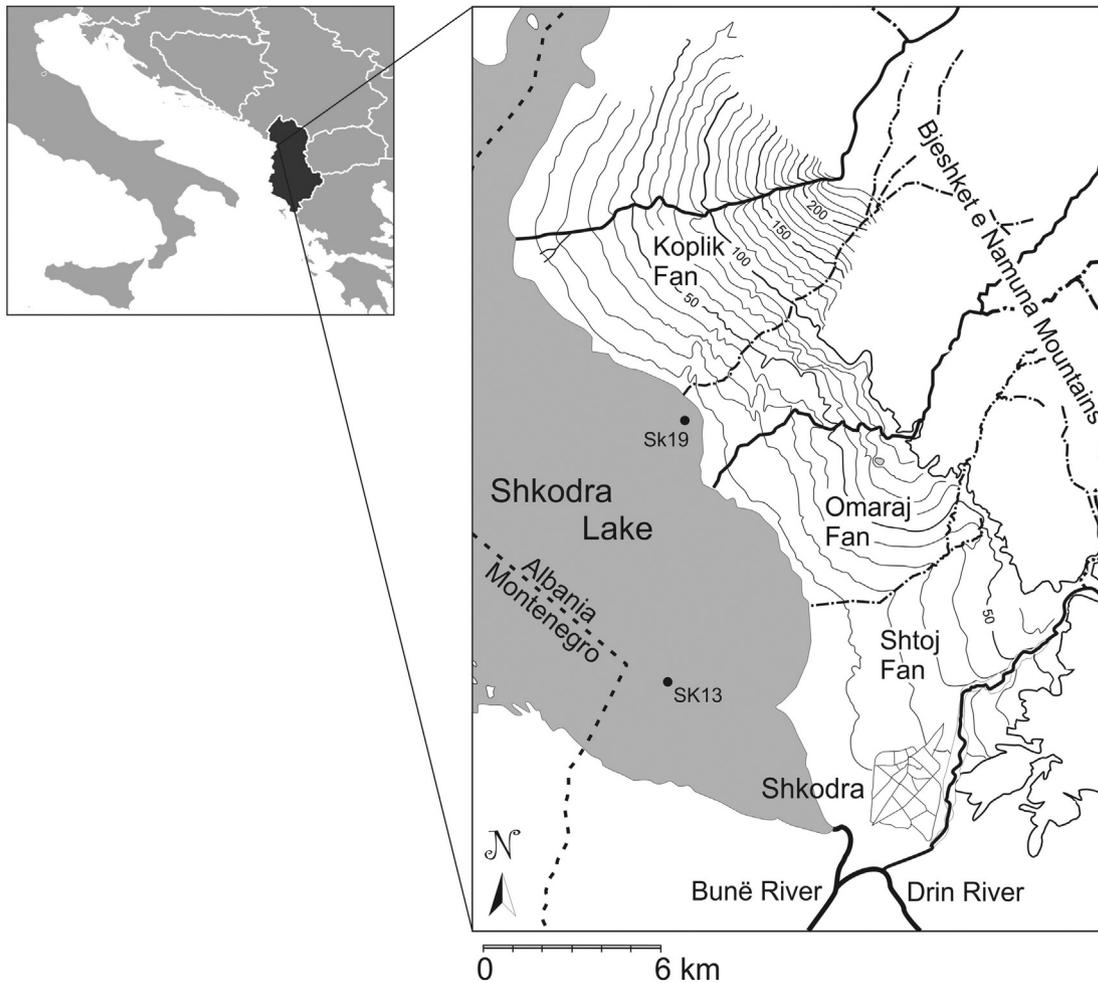 Bjeshket e Namuna Mountains
200
150
Koplik
Fan
100
50
Sk19
Shkodra
Lake
Omaraj
Fan
Albania
Montenegro
50
Shtoj
Fan
SK13
Shkodra
N
Bunë River
Drin River
0
6 km